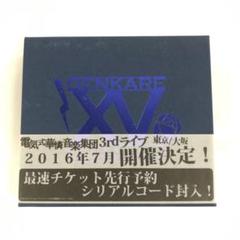 GENKARE
XV
電気式華憐音楽集団 3rdライブ 東京/大坂
2016年7月 開催決定!
最速チケット先行予約
シリアルコード封入!